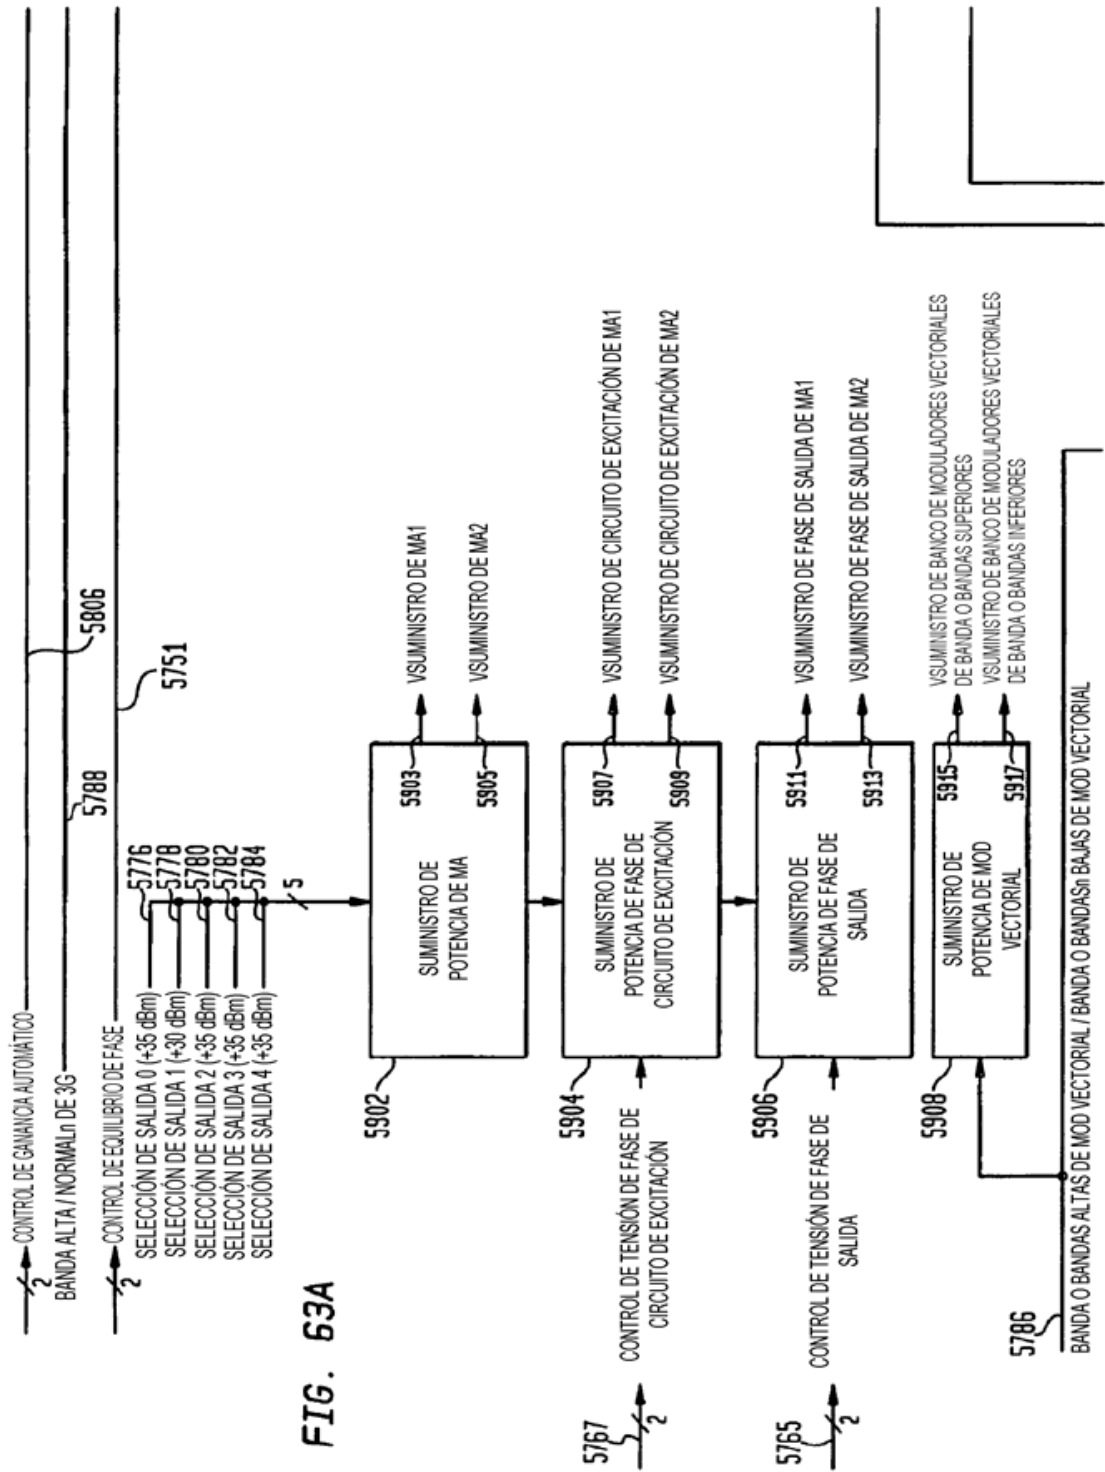 CONTROL DE GANANCIA AUTOMÁTICO
2
5806
BANDA ALTA / NORMALn DE 3G
5788
CONTROL DE EQUILIBRIO DE FASE
2
5751
SELECCIÓN DE SALIDA 0 (+35 dBm)
5776
SELECCIÓN DE SALIDA 1 (+30 dBm)
5778
SELECCIÓN DE SALIDA 2 (+35 dBm)
5780
SELECCIÓN DE SALIDA 3 (+35 dBm)
5782
SELECCIÓN DE SALIDA 4 (+35 dBm)
5784
5
FIG. 63A
5902
SUMINISTRO DE
POTENCIA DE MA
5903
VSUMINISTRO DE MA1
5905
VSUMINISTRO DE MA2
5767
2
CONTROL DE TENSIÓN DE FASE DE
CIRCUITO DE EXCITACIÓN
5904
SUMINISTRO DE
POTENCIA DE FASE DE
CIRCUITO DE EXCITACIÓN
5907
VSUMINISTRO DE CIRCUITO DE EXCITACIÓN DE MA1
5909
VSUMINISTRO DE CIRCUITO DE EXCITACIÓN DE MA2
5765
2
CONTROL DE TENSIÓN DE FASE DE
SALIDA
5906
SUMINISTRO DE
POTENCIA DE FASE DE
SALIDA
5911
VSUMINISTRO DE FASE DE SALIDA DE MA1
5913
VSUMINISTRO DE FASE DE SALIDA DE MA2
5908
SUMINISTRO DE
POTENCIA DE MOD
VECTORIAL
5915
VSUMINISTRO DE BANCO DE MODULADORES VECTORIALES
DE BANDA O BANDAS SUPERIORES
5917
VSUMINISTRO DE BANCO DE MODULADORES VECTORIALES
DE BANDA O BANDAS INFERIORES
5786
BANDA O BANDAS ALTAS DE MOD VECTORIAL / BANDA O BANDASn BAJAS DE MOD VECTORIAL